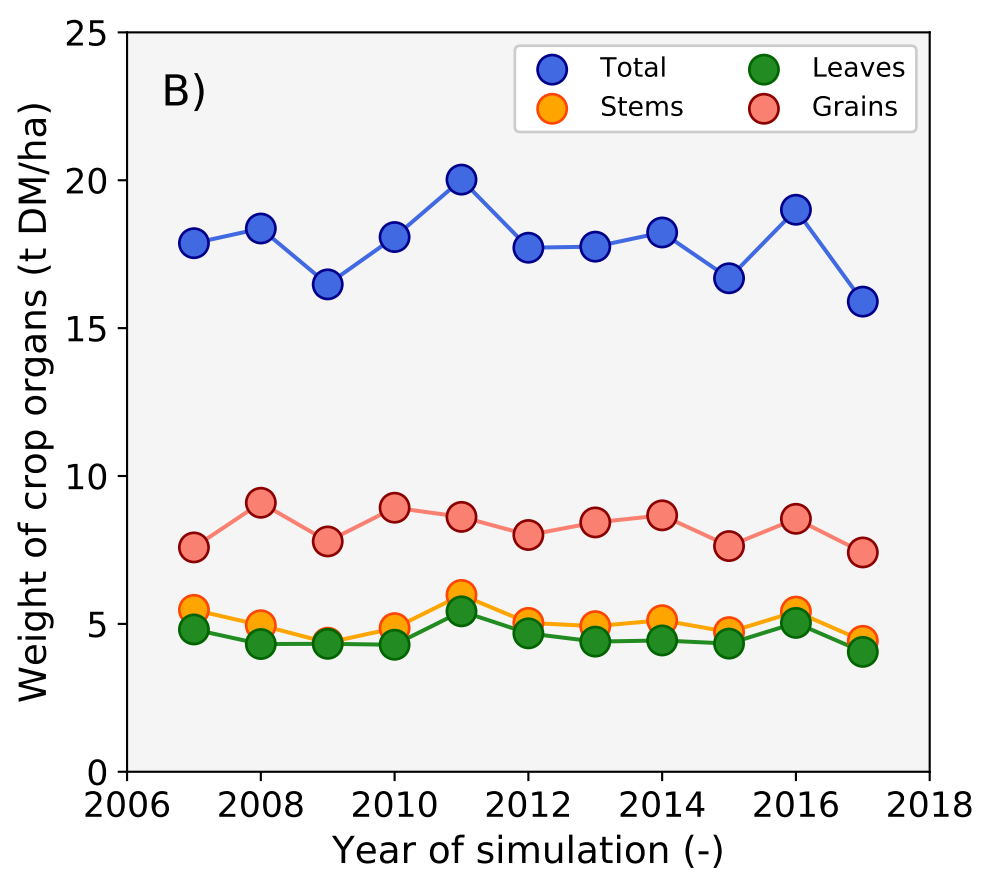 B)
Total
Stems
Leaves
Grains
Weight of crop organs (t DM/ha)
25
20
15
10
5
0
2006 2008 2010 2012 2014 2016 2018
Year of simulation (-)